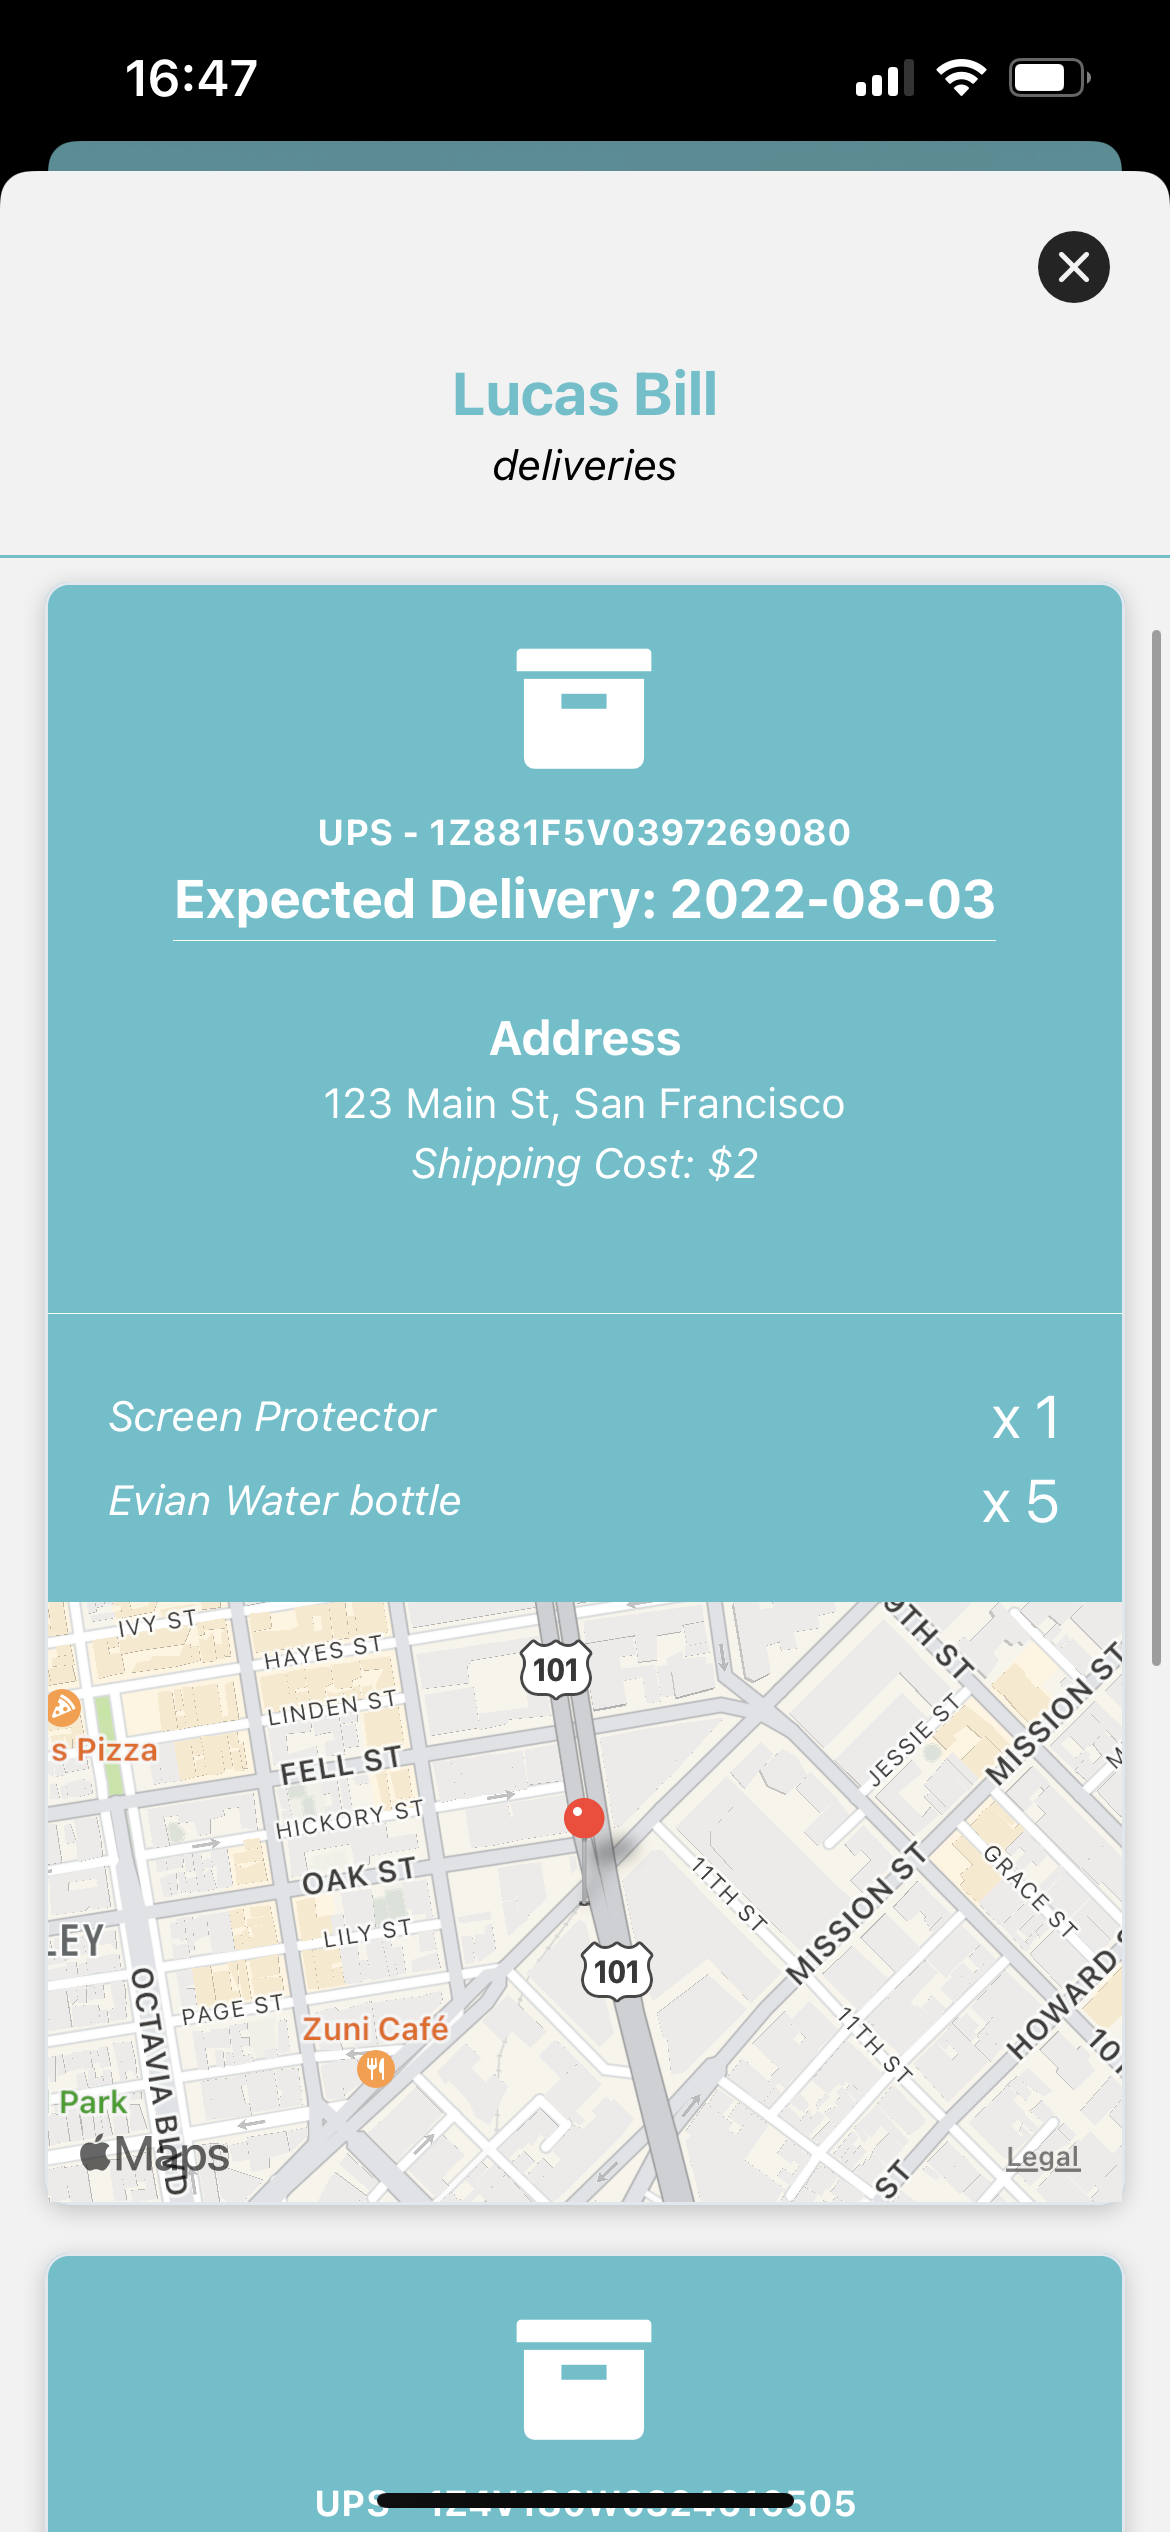 16:47
Lucas Bill
deliveries
UPS - 1Z881F5V0397269080
Expected Delivery: 2022-08-03
Address
123 Main St, San Francisco
Shipping Cost: $2
Screen Protector x 1
Evian Water bottle x 5
IVY ST
HAYES ST
101
9TH ST
LINDEN ST
MISSION ST
JESSIE ST
s Pizza
FELL ST
HICKORY ST
OAK ST
11TH ST
GRACE ST
LILY ST
LEY
MISSION ST
101
HOWARD
PAGE ST
OCTAVIA BLVD
Zuni Café
11TH ST
10T
Park
Maps
Legal
ST
UPS
505